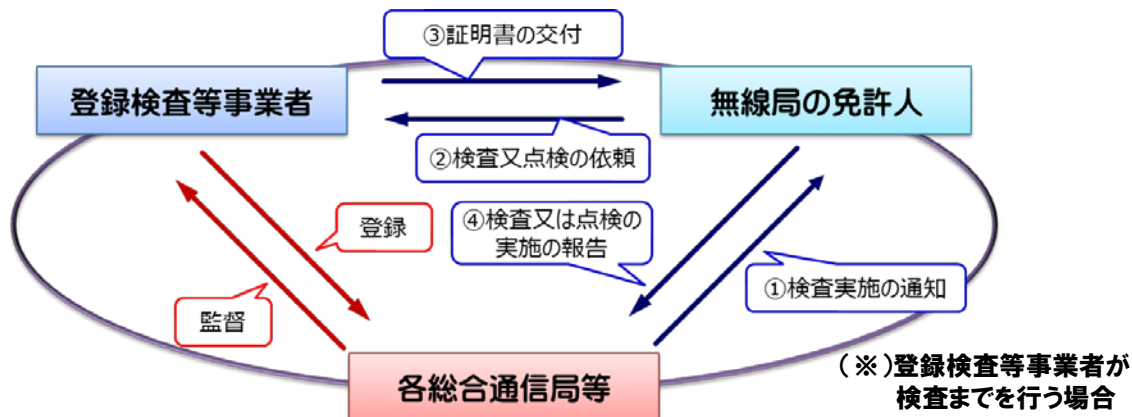 ③証明書の交付
登録検査等事業者
無線局の免許人
②検査又点検の依頼
登録
④検査又は点検の
実施の報告
①検査実施の通知
監督
各総合通信局等
(※)登録検査等事業者が
検査までを行う場合